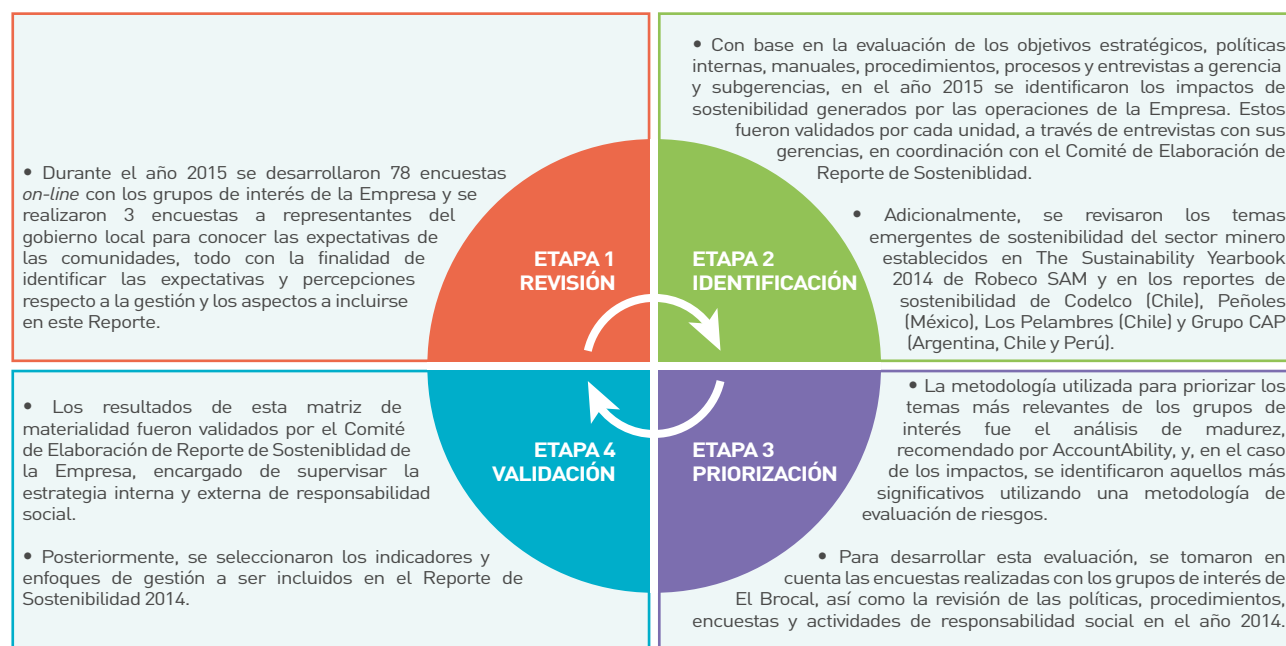 • Durante el año 2015 se desarrollaron 78 encuestas
on-line con los grupos de interés de la Empresa y se
realizaron 3 encuestas a representantes del
gobierno local para conocer las expectativas de
las comunidades, todo con la finalidad de
identificar las expectativas y percepciones
respecto a la gestión y los aspectos a incluirse
en este Reporte.
ETAPA 1
REVISIÓN
• Con base en la evaluación de los objetivos estratégicos, políticas
internas, manuales, procedimientos, procesos y entrevistas a gerencia
y subgerencias, en el año 2015 se identificaron los impactos de
sostenibilidad generados por las operaciones de la Empresa. Estos
fueron validados por cada unidad, a través de entrevistas con sus
gerencias, en coordinación con el Comité de Elaboración de
Reporte de Losteniblidad.
• Adicionalmente, se revisaron los temas
emergentes de sostenibilidad del sector minero
establecidos en The Sustainability Yearbook
2014 de Robeco SAM y en los reportes de
sostenibilidad de Codelco (Chile), Peñoles
(México), Los Pelambres (Chile) y Grupo CAP
(Argentina, Chile y Perú).
ETAPA 2
IDENTIFICACIÓN
• La metodología utilizada para priorizar los
temas más relevantes de los grupos de
interés fue el análisis de madurez,
recomendado por AccountAbility, y, en el caso
de los impactos, se identificaron aquellos más
significativos utilizando una metodología de
evaluación de riesgos.
• Para desarrollar esta evaluación, se tomaron en
cuenta las encuestas realizadas con los grupos de interés de
El Brocal, así como la revisión de las políticas, procedimientos,
encuestas y actividades de responsabilidad social en el año 2014.
ETAPA 3
PRIORIZACIÓN
• Los resultados de esta matriz de
materialidad fueron validados por el Comité
de Elaboración de Reporte de Losteniblidad de
la Empresa, encargado de supervisar la
estrategia interna y externa de responsabilidad
social.
• Posteriormente, se seleccionaron los indicadores y
enfoques de gestión a ser incluidos en el Reporte de
Sostenibilidad 2014.
ETAPA 4
VALIDACIÓN